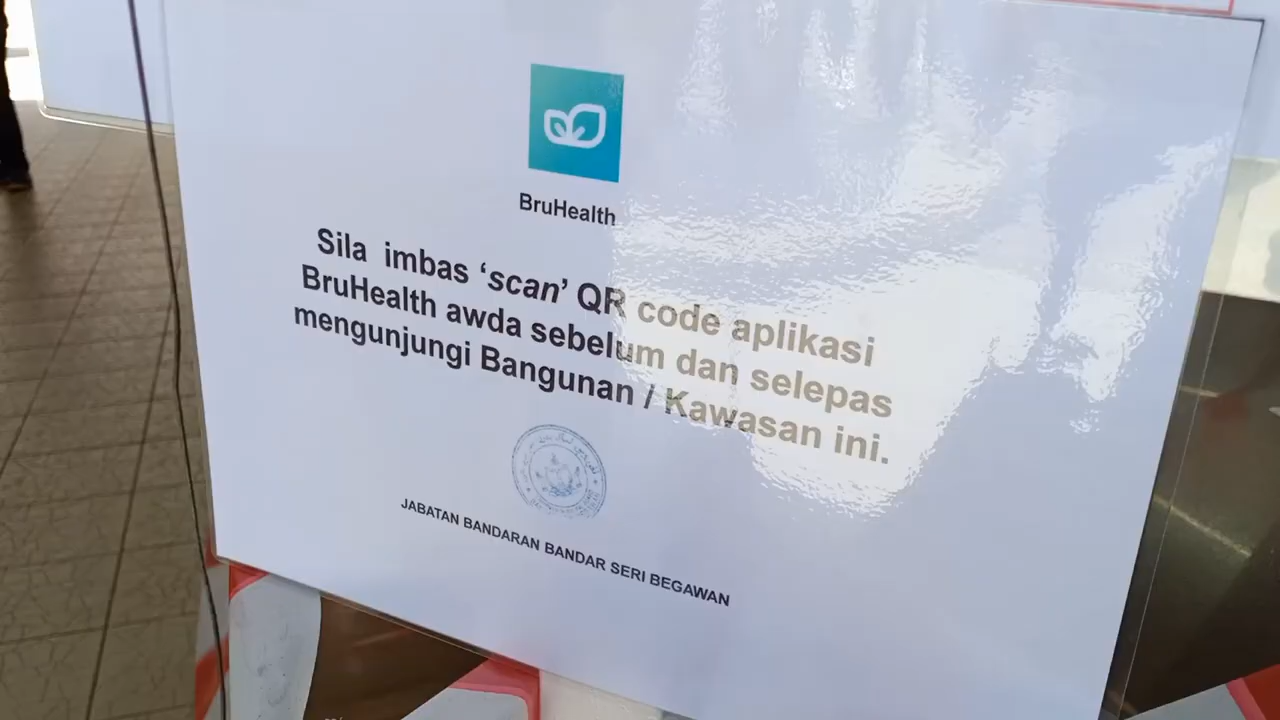 BruHealth
Sila imbas ‘scan’ QR code aplikasi
BruHealth awda sebelum dan selepas
mengunjungi Bangunan / Kawasan ini.
JABATAN BANDARAN BANDAR SERI BEGAWAN